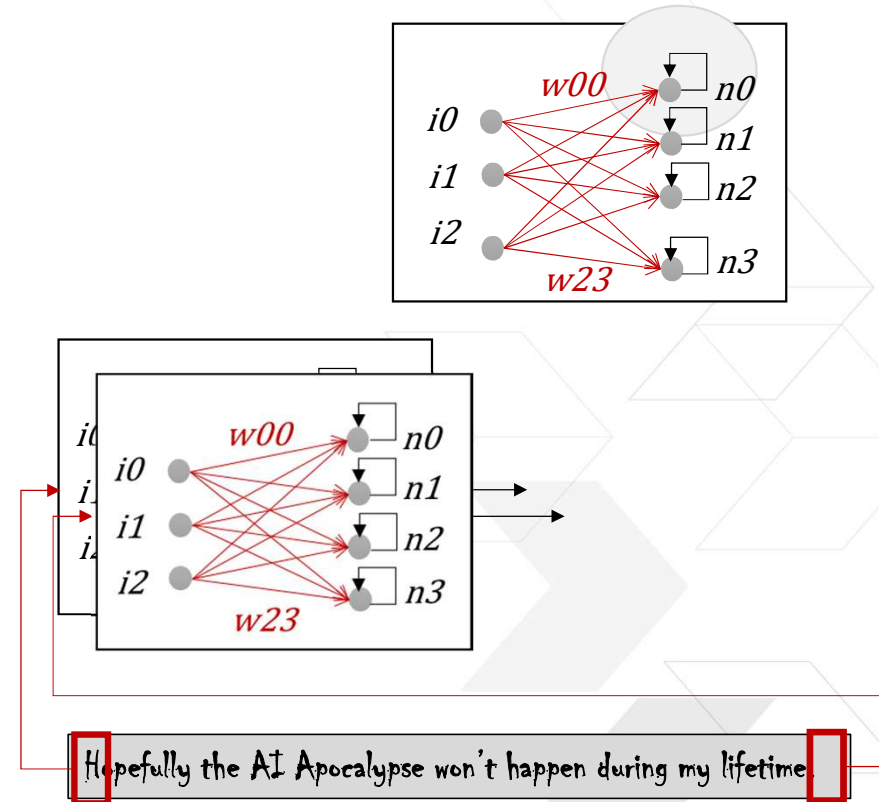 w00
n0
i0
n1
i1
n2
i2
n3
w23
w00
n0
i0
n1
i1
n2
i2
n3
w23
Hopefully the AI Apocalypse won't happen during my lifetime.